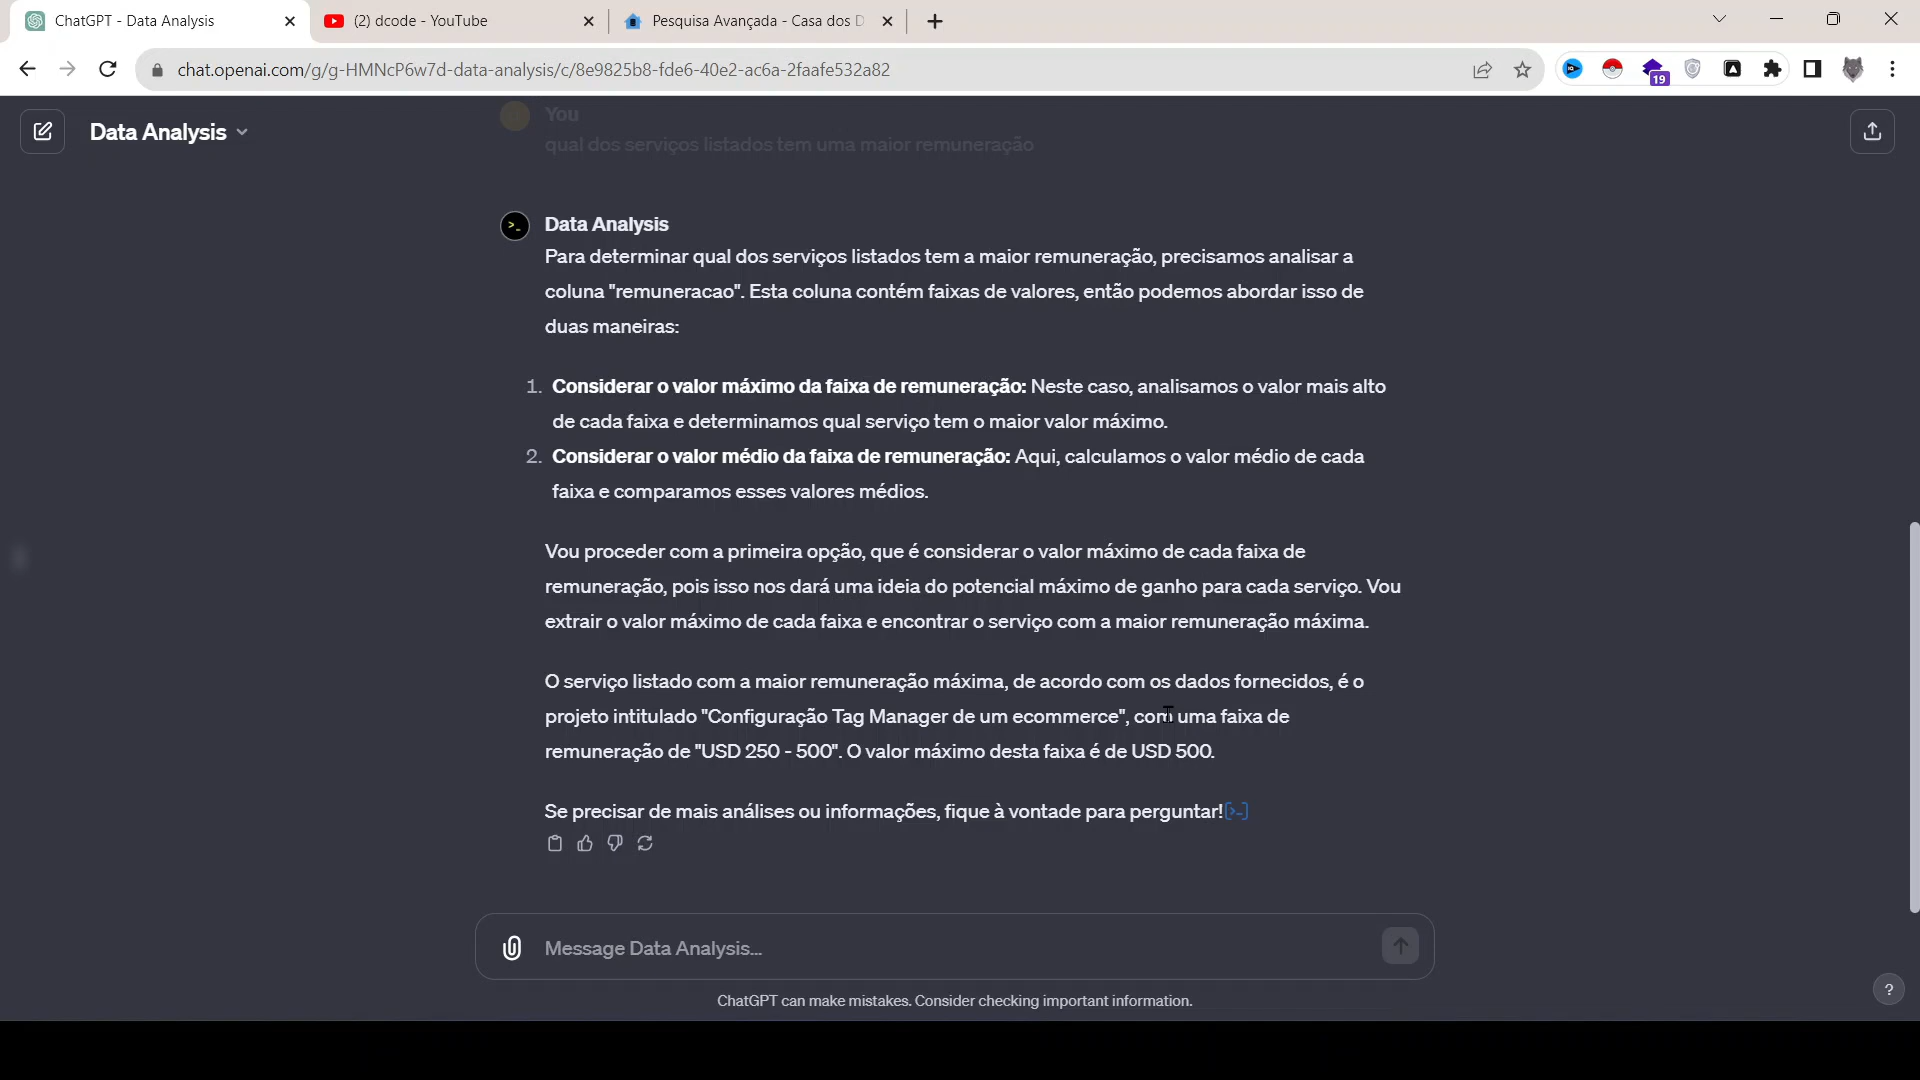 ChatGPT - Data Analysis
(2) dcode - YouTube
Pesquisa Avançada - Casa dos D
chat.openai.com/g/g-HMNcP6w7d-data-analysis/c/8e9825b8-fde6-40e2-ac6a-2faafe532a82
19
Data Analysis
You
qual dos serviços listados tem uma maior remuneração
Data Analysis
Para determinar qual dos serviços listados tem a maior remuneração, precisamos analisar a
coluna "remuneracao". Esta coluna contém faixas de valores, então podemos abordar isso de
duas maneiras:
1. Considerar o valor máximo da faixa de remuneração: Neste caso, analisamos o valor mais alto
de cada faixa e determinamos qual serviço tem o maior valor máximo.
2. Considerar o valor médio da faixa de remuneração: Aqui, calculamos o valor médio de cada
faixa e comparamos esses valores médios.
Vou proceder com a primeira opção, que é considerar o valor máximo de cada faixa de
remuneração, pois isso nos dará uma ideia do potencial máximo de ganho para cada serviço. Vou
extrair o valor máximo de cada faixa e encontrar o serviço com a maior remuneração máxima.
O serviço listado com a maior remuneração máxima, de acordo com os dados fornecidos, é o
projeto intitulado "Configuração Tag Manager de um ecommerce", com uma faixa de
remuneração de "USD 250 - 500". O valor máximo desta faixa é de USD 500.
Se precisar de mais análises ou informações, fique à vontade para perguntar! [>-]
Message Data Analysis...
ChatGPT can make mistakes. Consider checking important information.
?